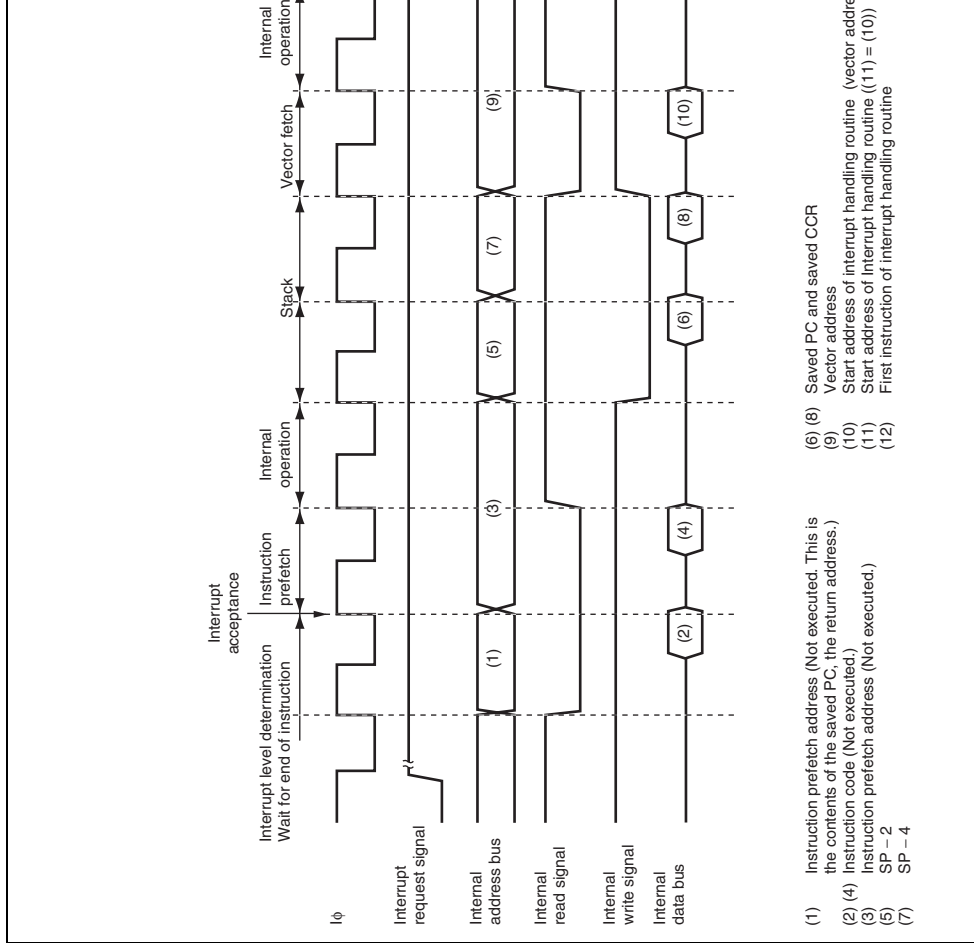 Interrupt
acceptance
Interrupt level determination
Wait for end of instruction
Instruction
prefetch
Internal
operation
Stack
Vector fetch
Internal
operation
Iϕ
Interrupt
request signal
Internal
address bus
(1)
(3)
(5)
(7)
(9)
Internal
read signal
Internal
write signal
Internal
data bus
(2)
(4)
(6)
(8)
(10)
(1) Instruction prefetch address (Not executed. This is
the contents of the saved PC, the return address.)
(2) (4) Instruction code (Not executed.)
(3) Instruction prefetch address (Not executed.)
(5) SP – 2
(7) SP – 4
(6) (8) Saved PC and saved CCR
(9) Vector address
(10) Start address of interrupt handling routine (vector addre
(11) Start address of Interrupt handling routine ((11) = (10))
(12) First instruction of interrupt handling routine